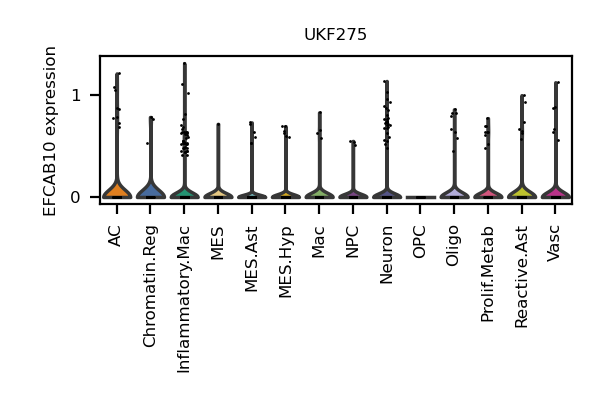 UKF275
EFCAB10 expression
1
0
AC
Chromatin.Reg
Inflammatory.Mac
MES
MES.Ast
MES.Hyp
Mac
NPC
Neuron
OPC
Oligo
Prolif.Metab
Reactive.Ast
Vasc